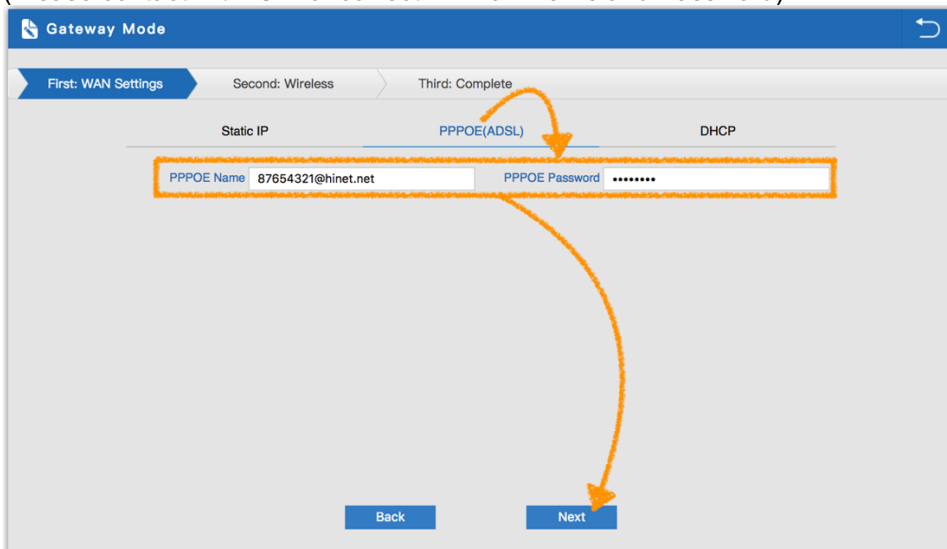 Gateway Mode
First: WAN Settings Second: Wireless Third: Complete
Static IP PPPOE(ADSL) DHCP
PPPOE Name 87654321@hinet.net PPPOE Password ••••••••
Back Next